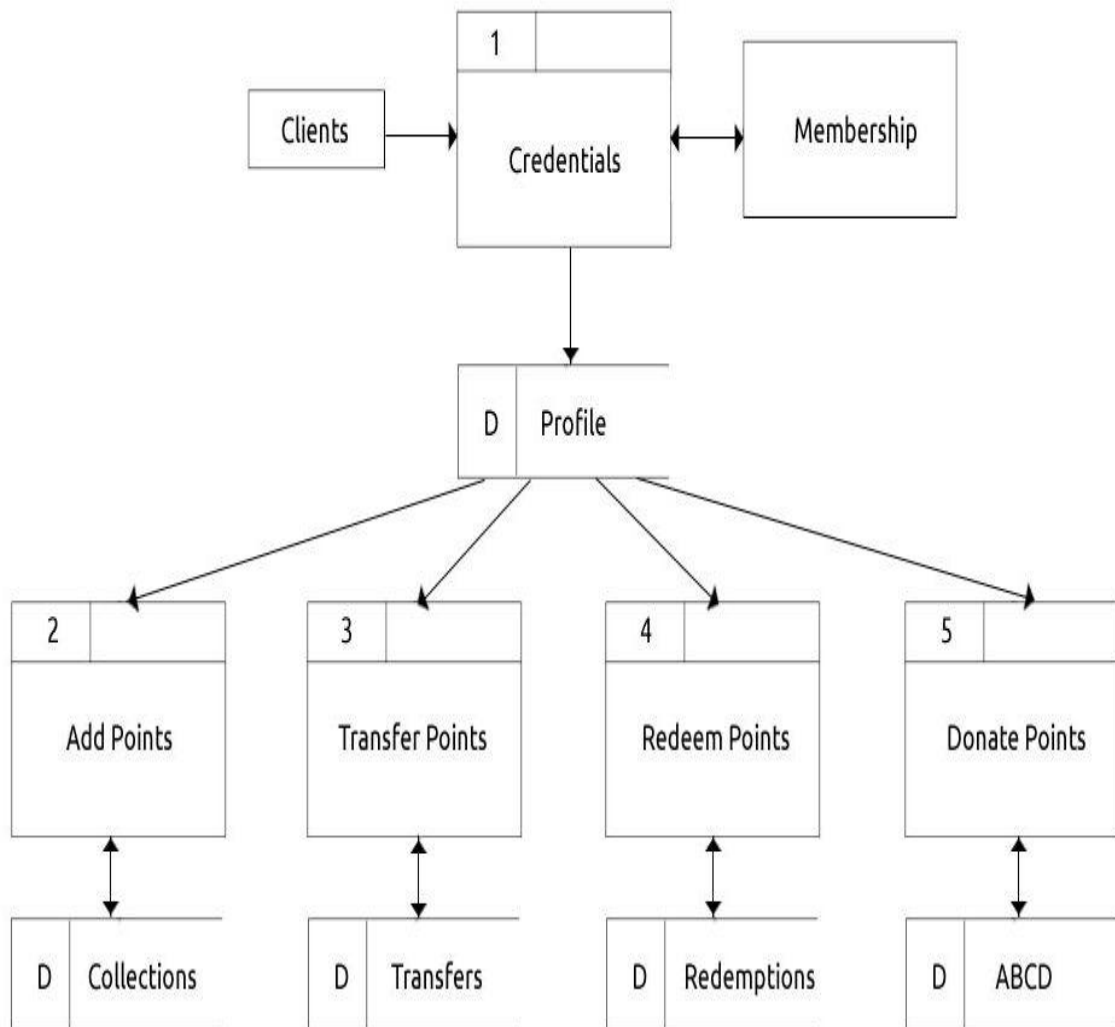 1
Clients
Credentials
Membership
D Profile
2
3
4
5
Add Points
Transfer Points
Redeem Points
Donate Points
D Collections
D Transfers
D Redemptions
D ABCD